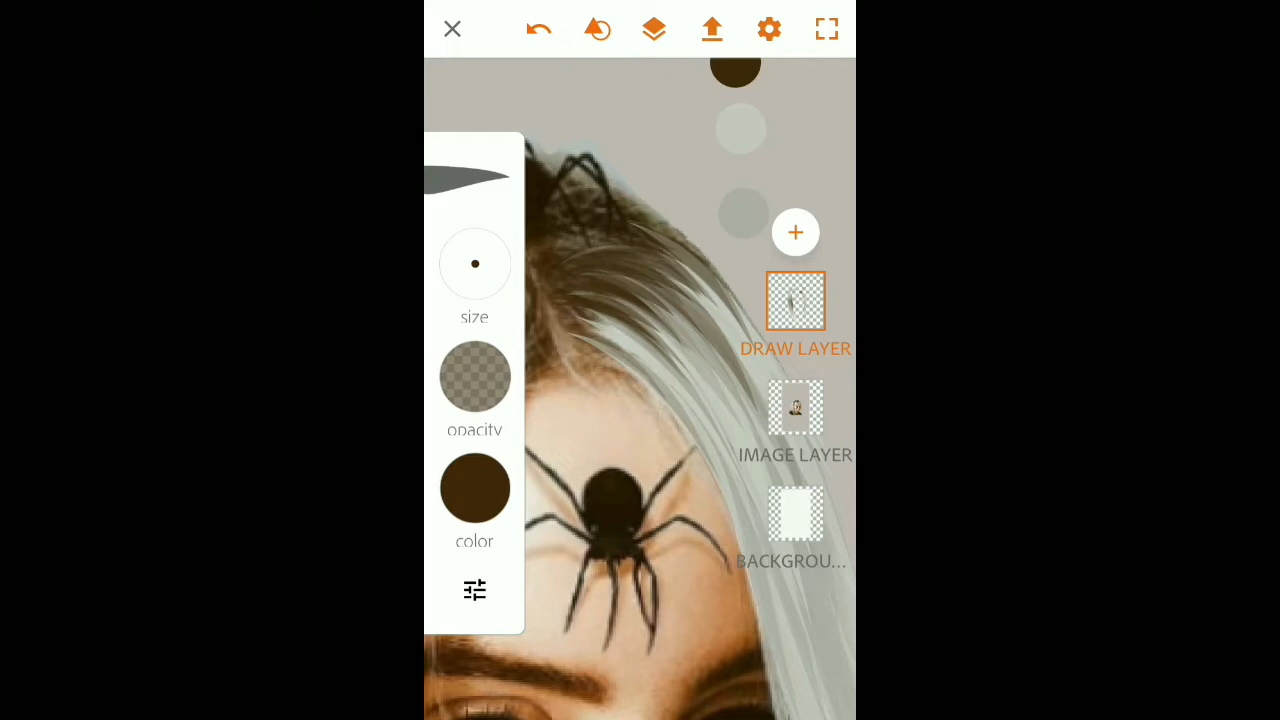 size
DRAW LAYER
opacity
IMAGE LAYER
color
BACKGROU...